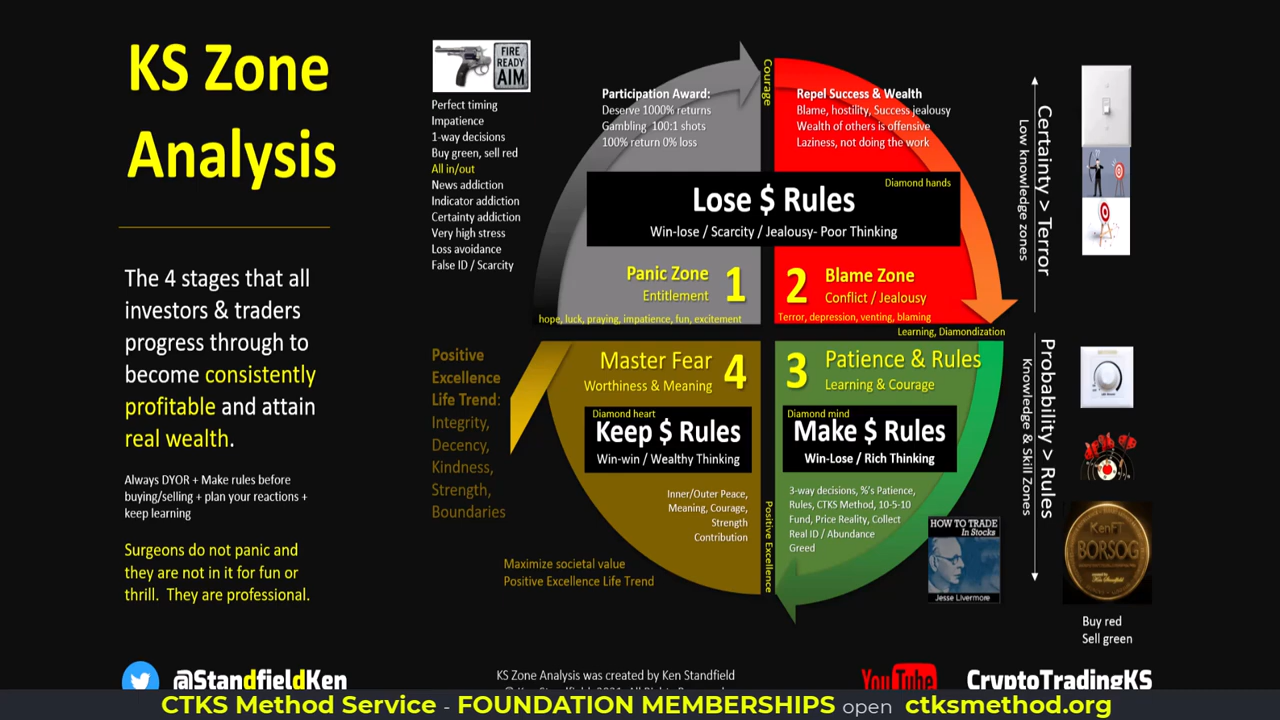 KS Zone
Analysis
The 4 stages that all
investors & traders
progress through to
become consistently
profitable and attain
real wealth.
Always DYOR + Make rules before
buying/selling + plan your reactions +
keep learning
Surgeons do not panic and
they are not in it for fun or
thrill. They are professional.
FIRE
READY
AIM
Perfect timing
Impatience
1-way decisions
Buy green, sell red
All in/out
News addiction
Indicator addiction
Certainty addiction
Very high stress
Loss avoidance
False ID / Scarcity
Participation Award:
Deserve 1000% returns
Gambling 100:1 shots
100% return 0% loss
Courage
Repel Success & Wealth
Blame, hostility, Success jealousy
Wealth of others is offensive
Laziness, not doing the work
Diamond hands
Lose $ Rules
Win-lose / Scarcity / Jealousy- Poor Thinking
Panic Zone
Entitlement
1
hope, luck, praying, impatience, fun, excitement
2
Blame Zone
Conflict / Jealousy
Terror, depression, venting, blaming
Learning, Diamondization
Positive
Excellence
Life Trend:
Integrity,
Decency,
Kindness,
Strength,
Boundaries
Master Fear
Worthiness & Meaning
4
Diamond heart
Keep $ Rules
Win-win / Wealthy Thinking
Inner/Outer Peace,
Meaning, Courage,
Strength
Contribution
Maximize societal value
Positive Excellence Life Trend
Positive Excellence
3
Patience & Rules
Learning & Courage
Diamond mind
Make $ Rules
Win-Lose / Rich Thinking
3-way decisions, %'s Patience,
Rules, CTKS Method, 10-5-10
Fund, Price Reality, Collect
Real ID / Abundance
Greed
HOW TO TRADE
In Stocks
Jesse Livermore
Certainty > Terror
Low knowledge zones
Probability > Rules
Knowledge & Skill Zones
KenFT
BORSOG
Buy red
Sell green
@StandfieldKen
KS Zone Analysis was created by Ken Standfield
YouTube
CryptoTradingKS
CTKS Method Service - FOUNDATION MEMBERSHIPS open ctksmethod.org